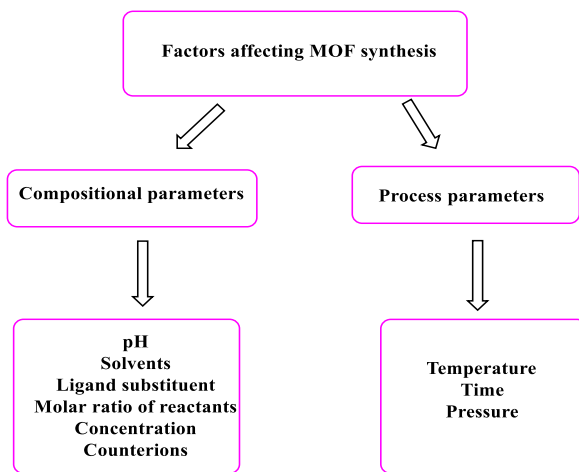 Factors affecting MOF synthesis
Compositional parameters
Process parameters
pH
Solvents
Ligand substituent
Molar ratio of reactants
Concentration
Counterions
Temperature
Time
Pressure